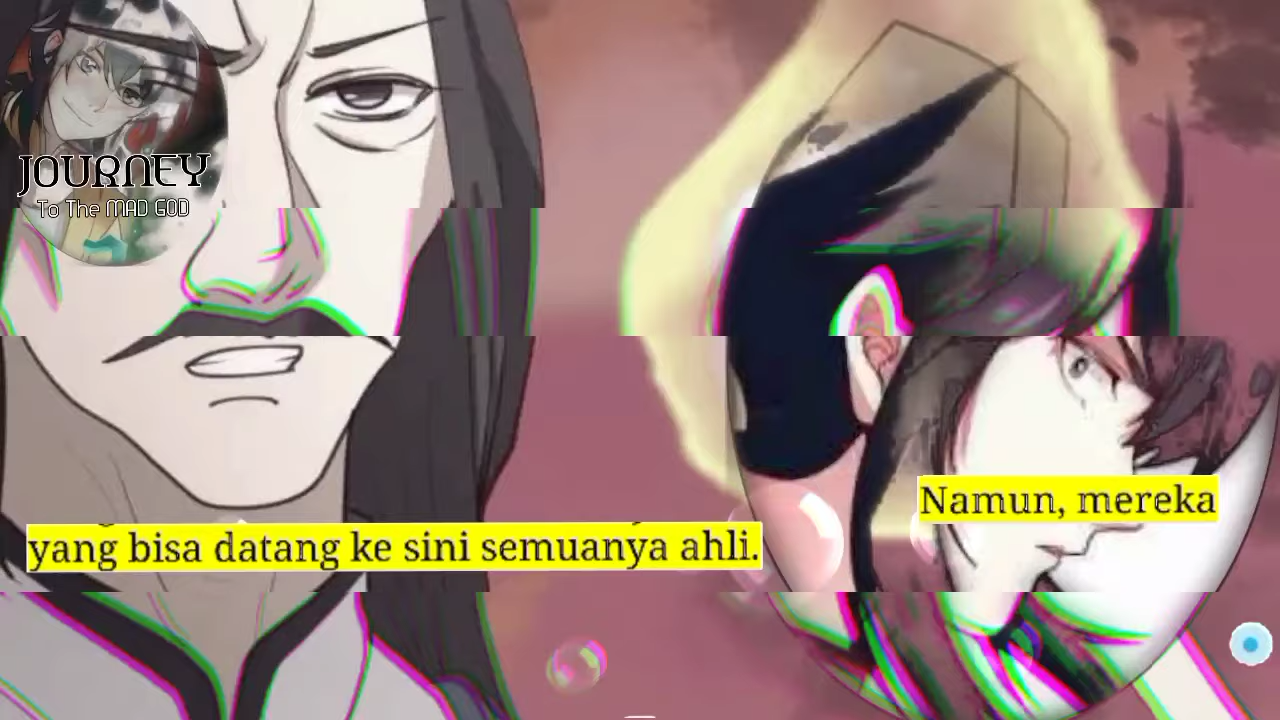 JOURNEY
To The MAD GOD
Namun, mereka
yang bisa datang ke sini semuanya ahli.